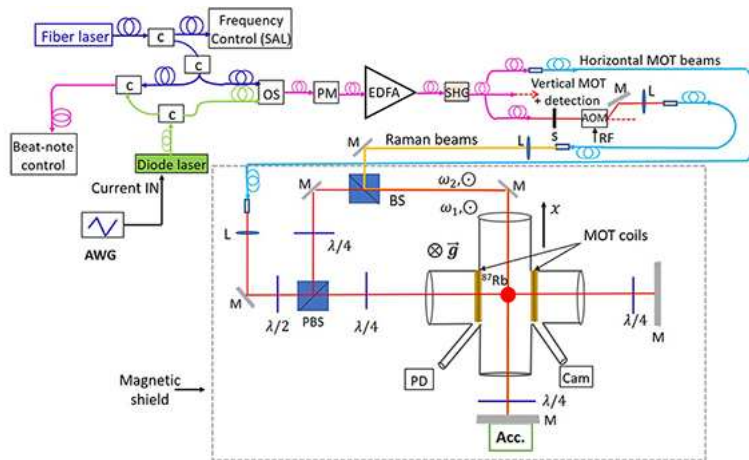 Fiber laser
C
Frequency
Control (SAL)
C
C
C
OS
PM
EDFA
SHG
Horizontal MOT beams
Vertical MOT
+ detection
M
L
S
AOM
RF
Beat-note
control
Diode laser
Current IN
AWG
Raman beams
M
L
BS
M
M
ω₂,⊙
ω₁,⊙
x
⊗ g⃗
MOT coils
⁸⁷Rb
L
λ/4
M
λ/2
PBS
λ/4
λ/4
M
PD
Cam
λ/4
M
Acc.
Magnetic
shield